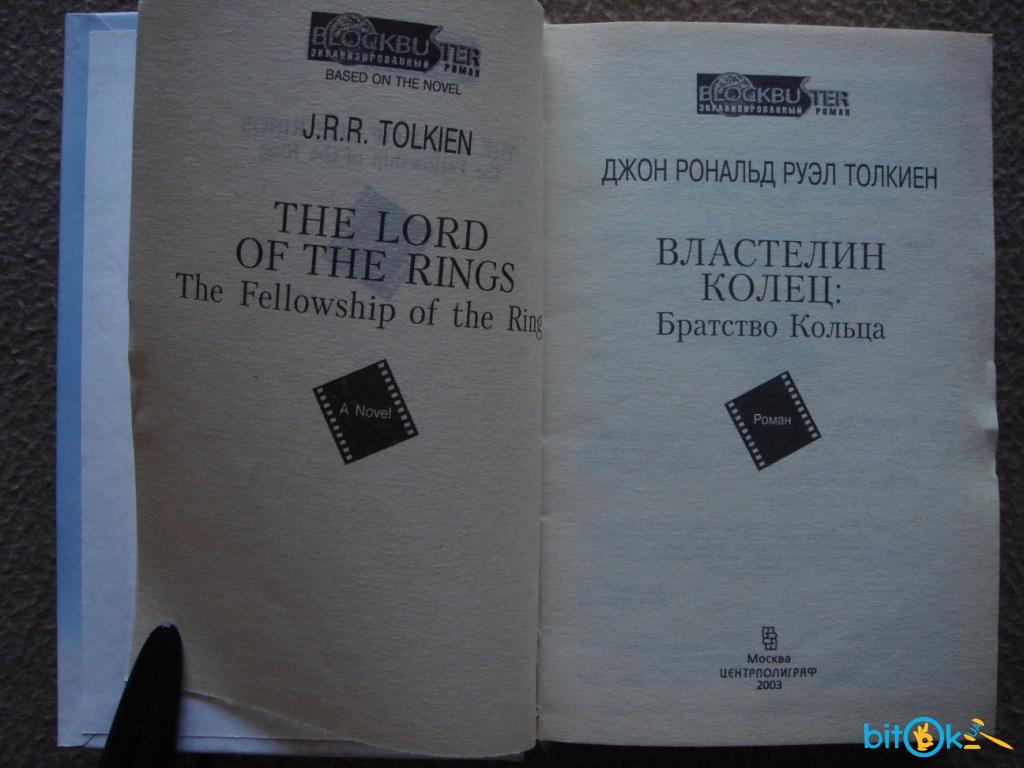 BLOCKBUSTER
ЭКРАНИЗИРОВАННЫЙ РОМАН
BASED ON THE NOVEL
J.R.R. TOLKIEN
THE LORD
OF THE RINGS
The Fellowship of the Ring
A Novel
BLOCKBUSTER
ЭКРАНИЗИРОВАННЫЙ РОМАН
ДЖОН РОНАЛЬД РУЭЛ ТОЛКИЕН
ВЛАСТЕЛИН
КОЛЕЦ:
Братство Кольца
Роман
Москва
ЦЕНТРПОЛИГРАФ
2003
bitOk.ua